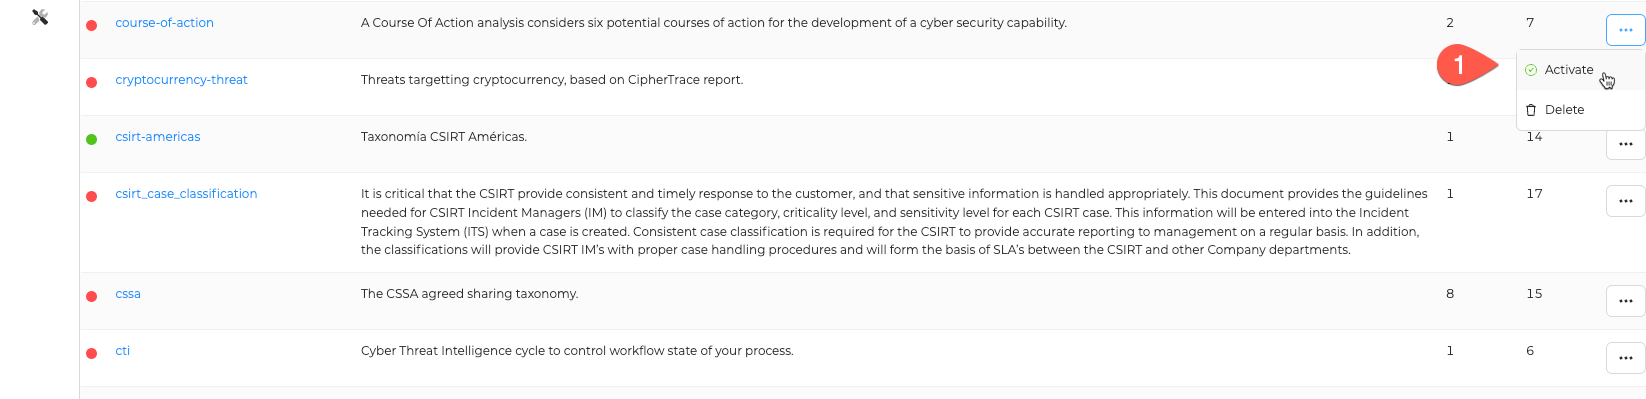 course-of-action A Course Of Action analysis considers six potential courses of action for the development of a cyber security capability. 2 7 ...
1 Activate
cryptocurrency-threat Threats targetting cryptocurrency, based on CipherTrace report.
Delete
csirt-americas Taxonomía CSIRT Américas. 1 14 ...
csirt_case_classification It is critical that the CSIRT provide consistent and timely response to the customer, and that sensitive information is handled appropriately. This document provides the guidelines 1 17 ...
needed for CSIRT Incident Managers (IM) to classify the case category, criticality level, and sensitivity level for each CSIRT case. This information will be entered into the Incident
Tracking System (ITS) when a case is created. Consistent case classification is required for the CSIRT to provide accurate reporting to management on a regular basis. In addition,
the classifications will provide CSIRT IM's with proper case handling procedures and will form the basis of SLA's between the CSIRT and other Company departments.
cssa The CSSA agreed sharing taxonomy. 8 15 ...
cti Cyber Threat Intelligence cycle to control workflow state of your process. 1 6 ...